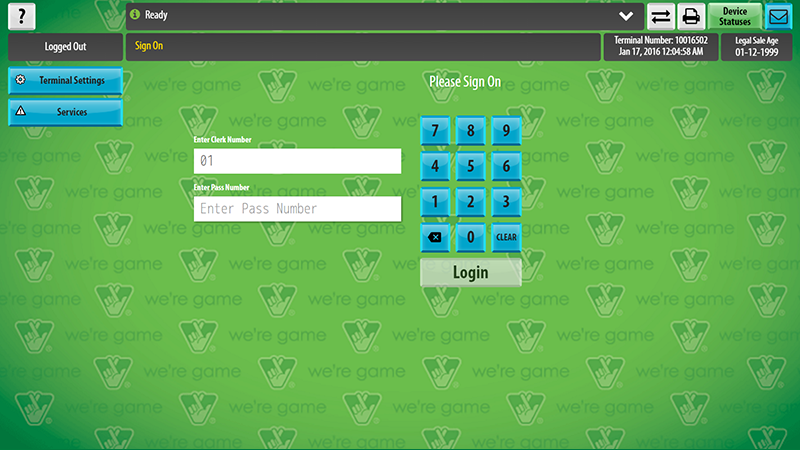 ?
Ready
Device
Statuses
Logged Out
Sign On
Terminal Number: 10016502
Jan 17, 2016 12:04:58 AM
Legal Sale Age
01-12-1999
Terminal Settings
Services
Please Sign On
Enter Clerk Number
01
Enter Pass Number
Enter Pass Number
7 8 9
4 5 6
1 2 3
0 CLEAR
Login
we're game